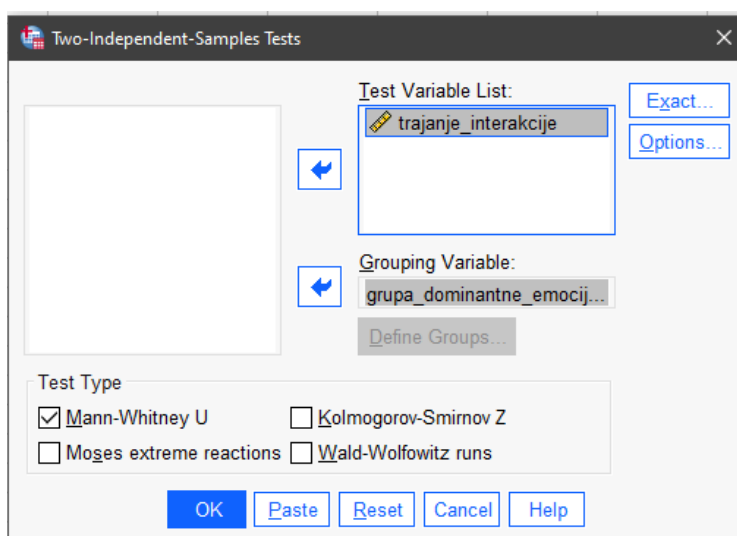 Two-Independent-Samples Tests
Test Variable List:
trajanje_interakcije
Exact...
Options...
Grouping Variable:
grupa_dominantne_emocij...
Define Groups...
Test Type
Mann-Whitney U
Kolmogorov-Smirnov Z
Moses extreme reactions
Wald-Wolfowitz runs
OK
Paste
Reset
Cancel
Help